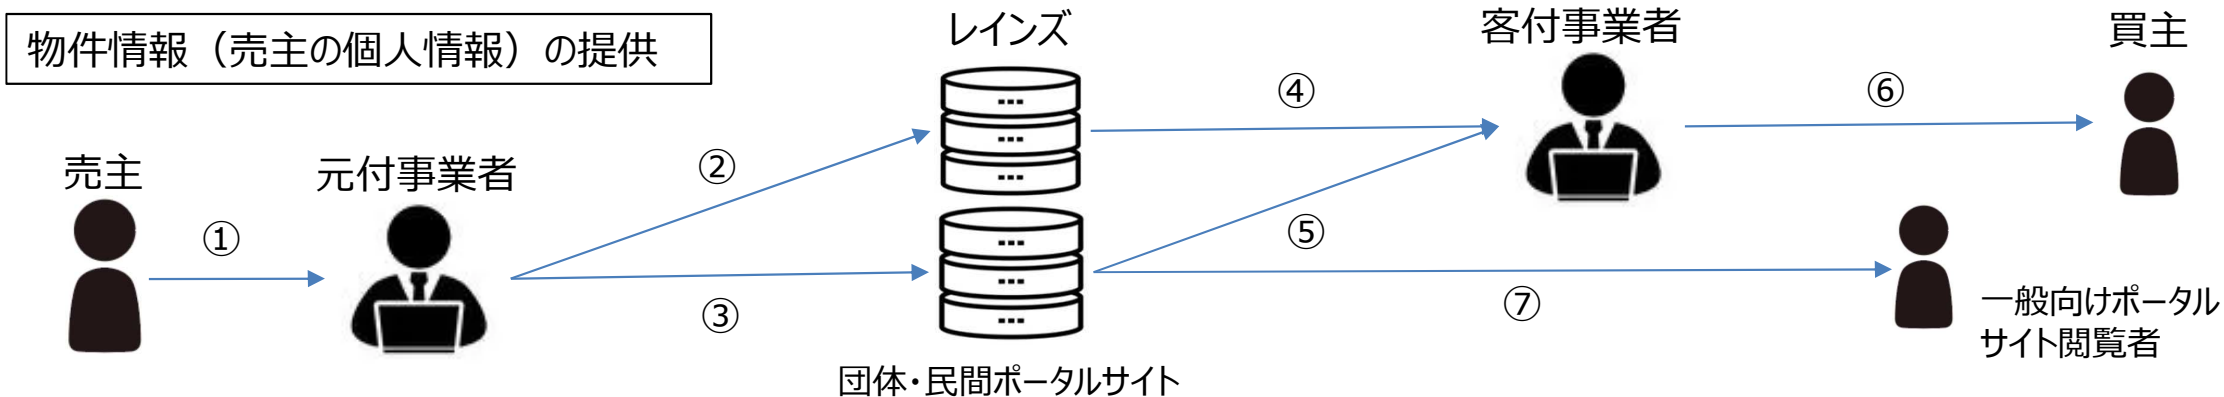 物件情報（売主の個人情報）の提供
レインズ
客付事業者
買主
売主
元付事業者
①
②
③
④
⑤
⑥
⑦
団体・民間ポータルサイト
一般向けポータル
サイト閲覧者